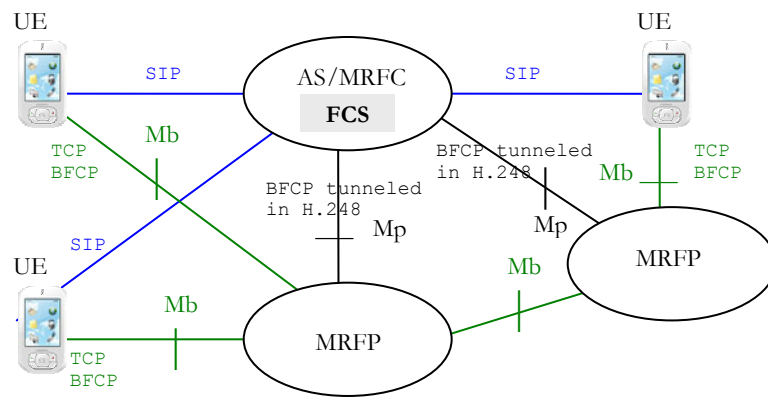 UE
UE
SIP
AS/MRFC
SIP
FCS
Mb
TCP
BFCP
BFCP tunneled
in H.248
BFCP tunneled
in H.248
Mb
TCP
BFCP
Mp
Mp
SIP
UE
MRFP
Mb
Mb
MRFP
TCP
BFCP